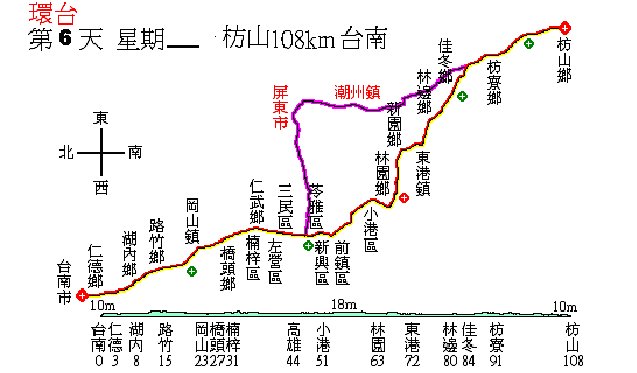 環台
第 6 天 星期__ 枋山108km台南
枋山鄉
佳冬鄉
枋寮鄉
林邊鄉
潮州鎮
屏東市
新園鄉
東港鎮
林園鄉
小港區
東
北 南
西
苓雅區
三民區
仁武鄉
前鎮區
新興區
左營區
楠梓區
橋頭鄉
岡山鎮
路竹鄉
湖內鄉
仁德鄉
台南市
10m 18m 10m
台南 仁德 湖內 路竹 岡山 橋頭 楠梓 高雄 小港 林園 東港 林邊 佳冬 枋寮 枋山
0 3 8 15 23 27 31 44 51 63 72 80 84 91 108